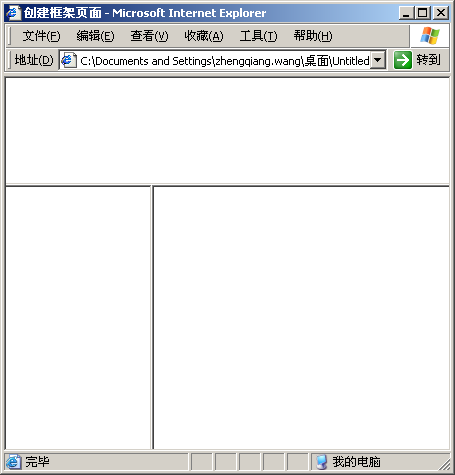 创建框架页面 - Microsoft Internet Explorer
文件(F) 编辑(E) 查看(V) 收藏(A) 工具(T) 帮助(H)
地址(D) C:\Documents and Settings\zhengqiang.wang\桌面\Untitled 转到
完毕 我的电脑